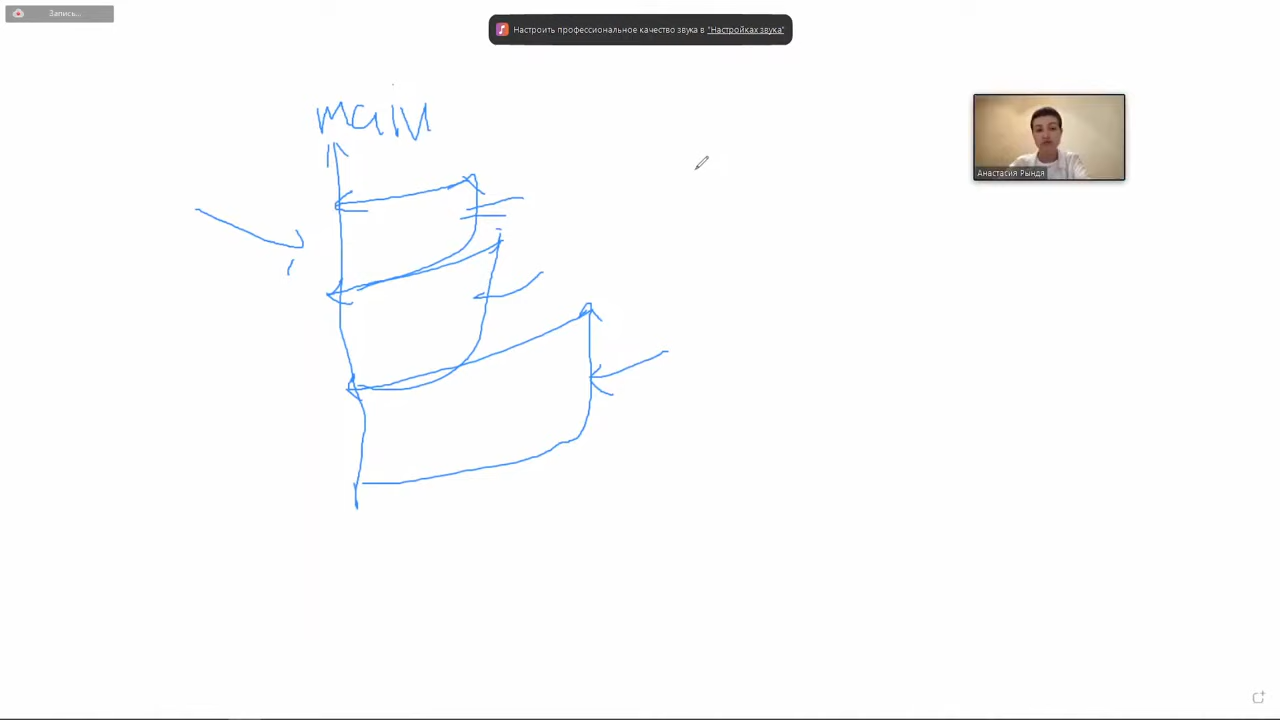 Запись...
Настроить профессиональное качество звука в "Настройках звука"
main
Анастасия Рындя